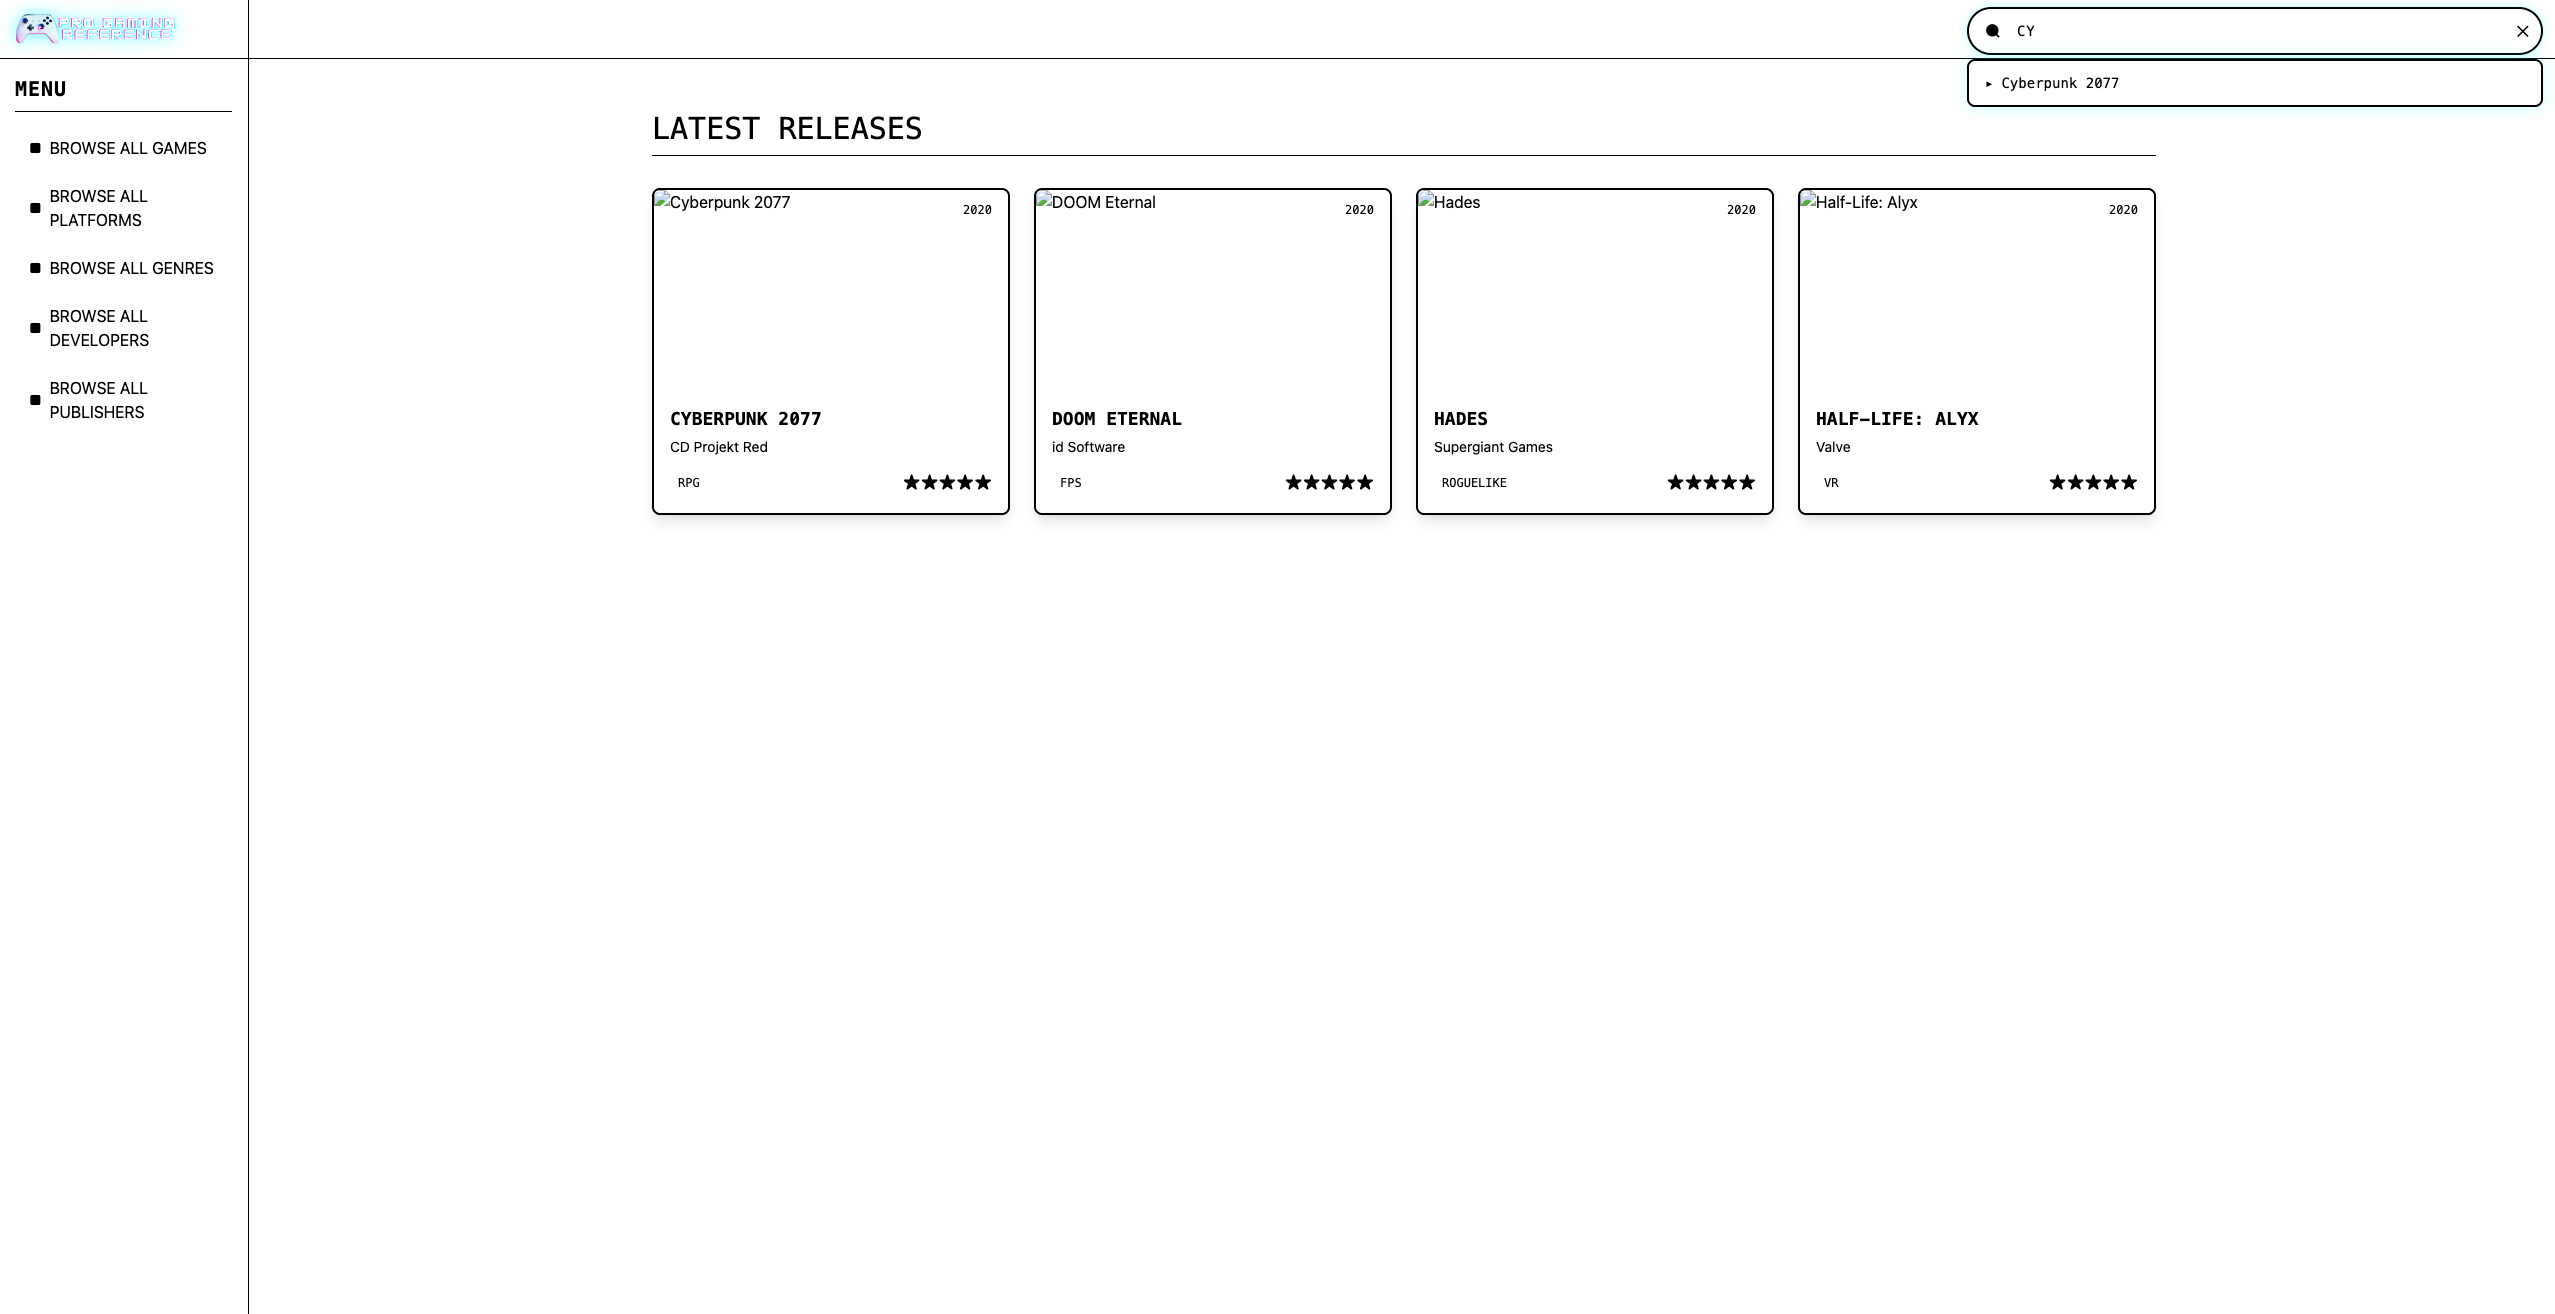 PRO GAMING
REFERENCE
CY
▸ Cyberpunk 2077
MENU
BROWSE ALL GAMES
BROWSE ALL
PLATFORMS
BROWSE ALL GENRES
BROWSE ALL
DEVELOPERS
BROWSE ALL
PUBLISHERS
LATEST RELEASES
Cyberpunk 2077
2020
CYBERPUNK 2077
CD Projekt Red
RPG
★★★★★
DOOM Eternal
2020
DOOM ETERNAL
id Software
FPS
★★★★★
Hades
2020
HADES
Supergiant Games
ROGUELIKE
★★★★★
Half-Life: Alyx
2020
HALF-LIFE: ALYX
Valve
VR
★★★★★